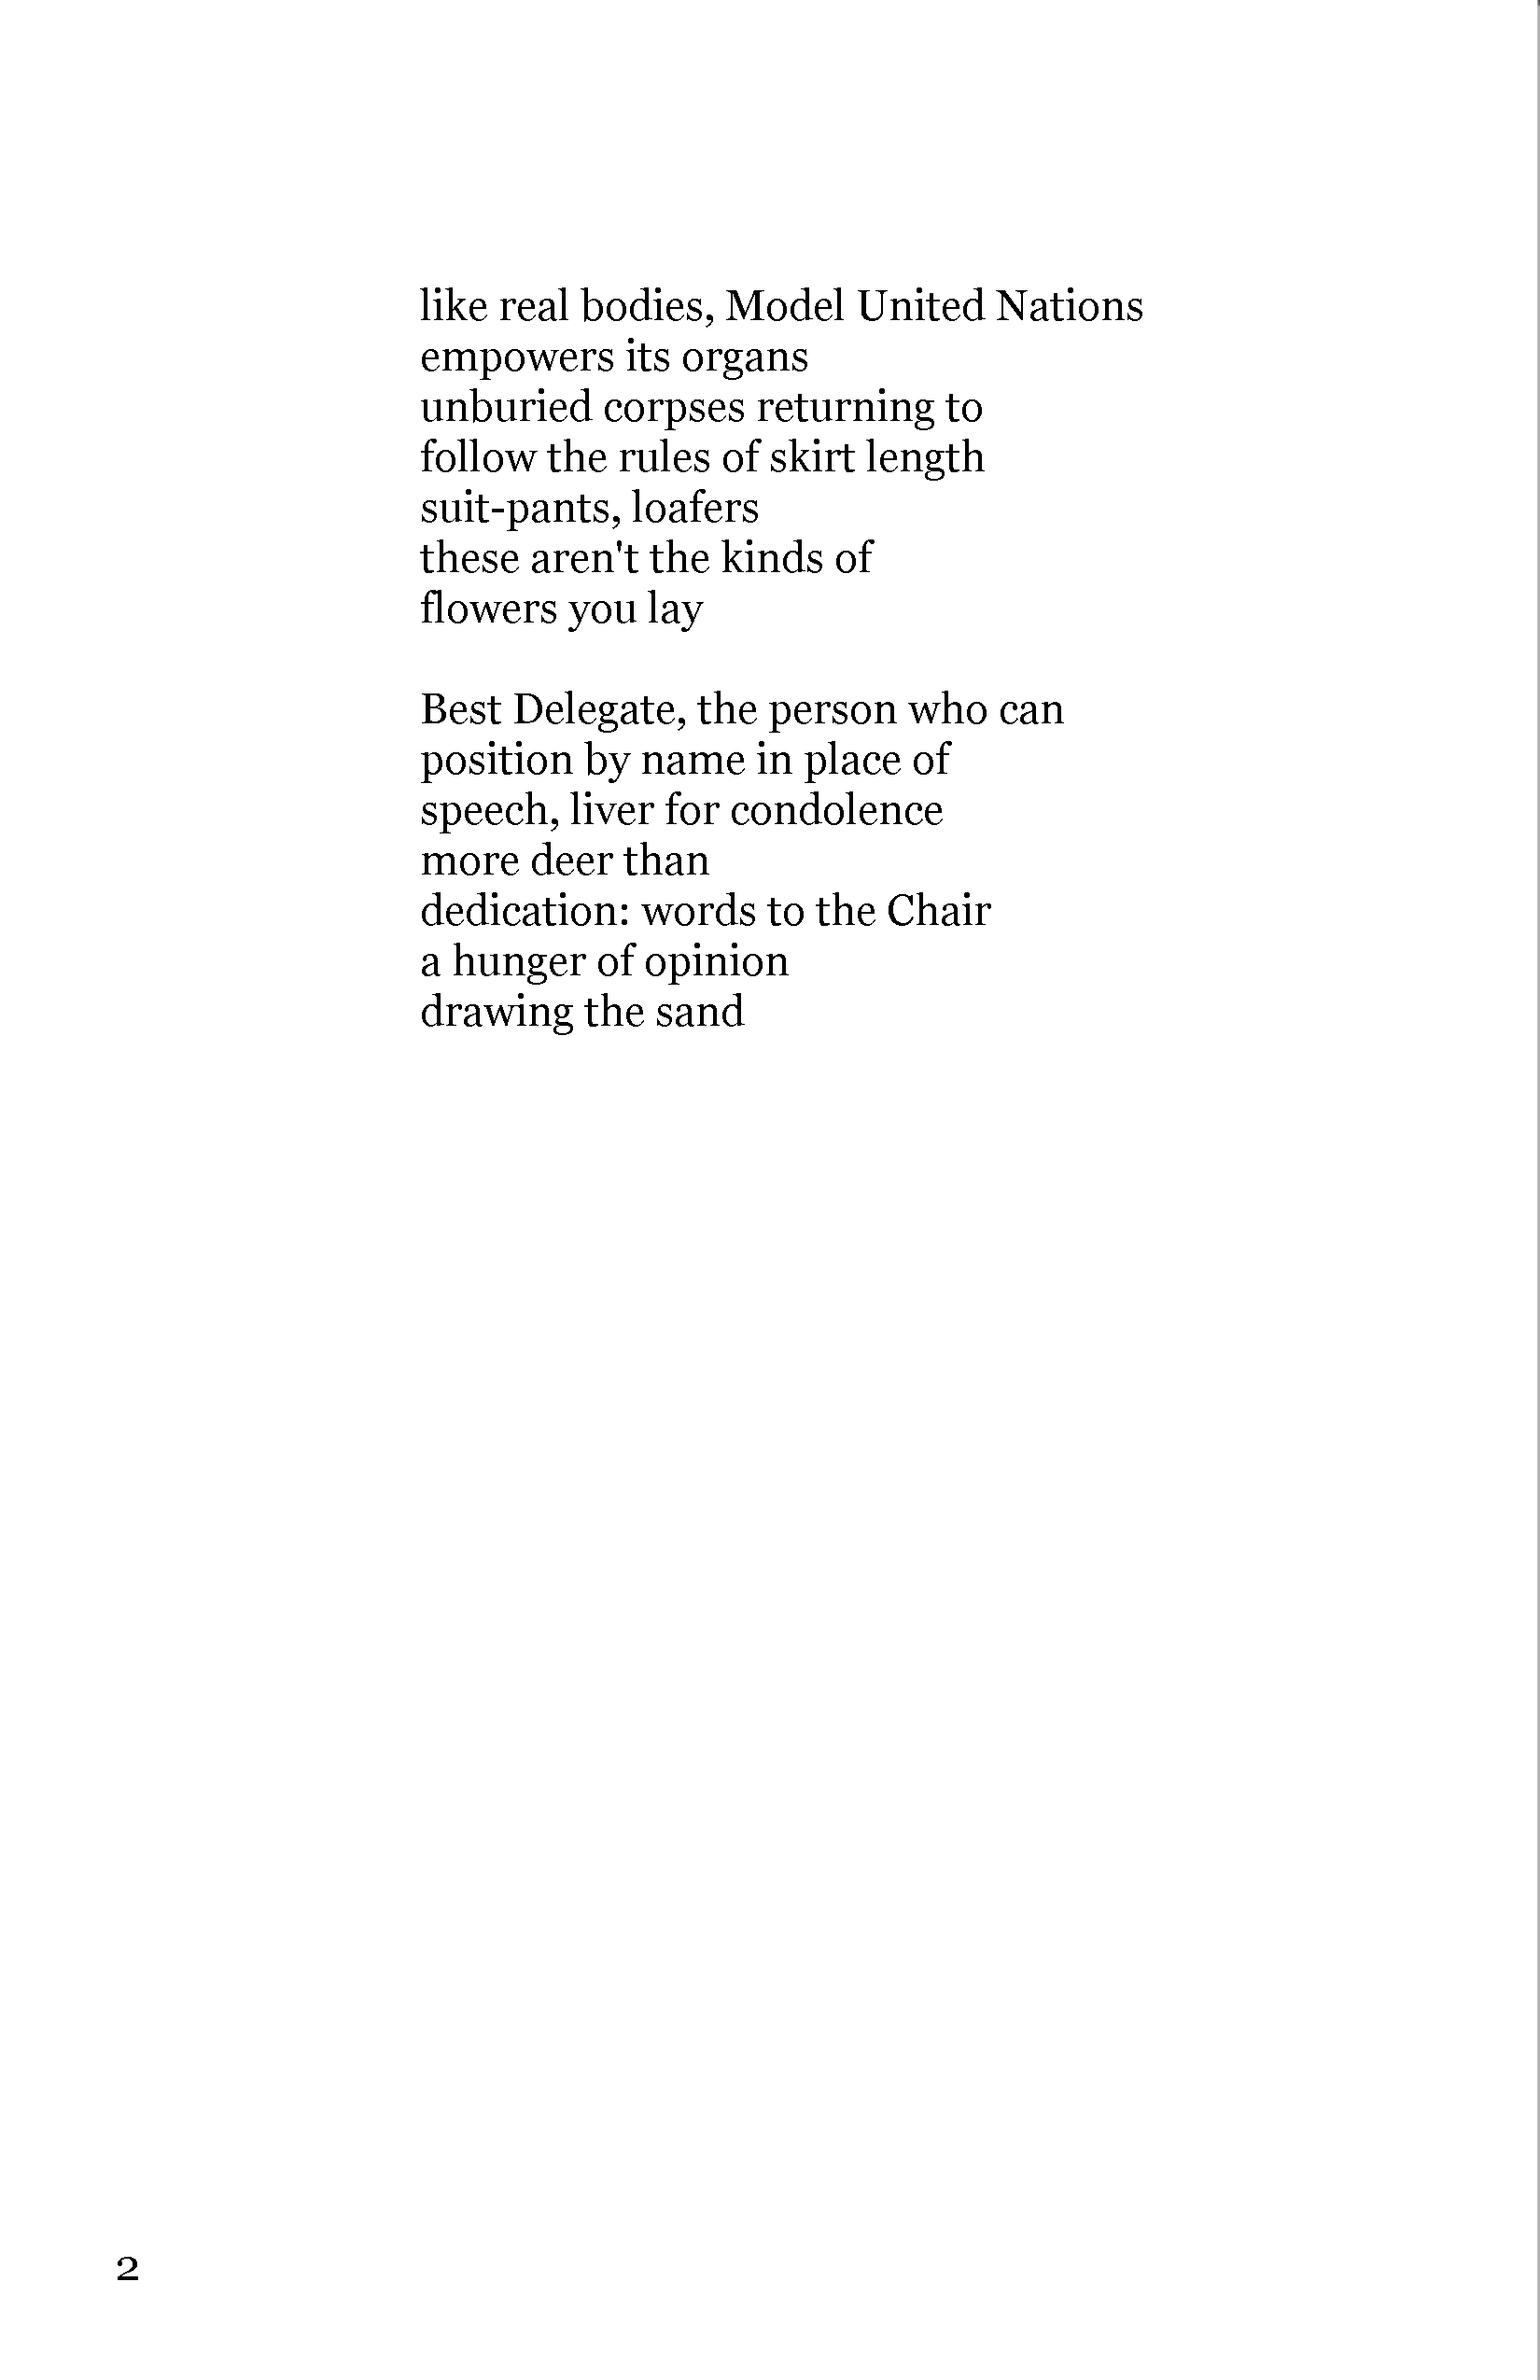 like real bodies, Model United Nations
empowers its organs
unburied corpses returning to
follow the rules of skirt length
suit-pants, loafers
these aren't the kinds of
flowers you lay

Best Delegate, the person who can
position by name in place of
speech, liver for condolence
more deer than
dedication: words to the Chair
a hunger of opinion
drawing the sand

2